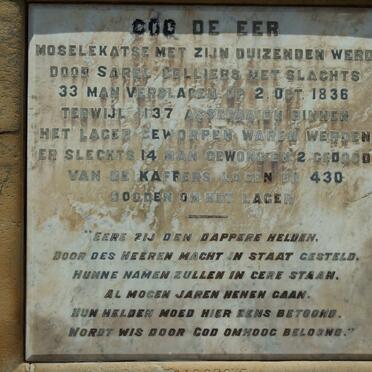 GOD DE EER
MOSELEKATSE MET ZIJN DUIZENDEN WERD
DOOR SAREL CELLIERS MET SLECHTS
33 MAN VERSLAGEN OP 2 OCT 1836
TERWIJL 1137 ASSEGAIEN BINNEN
HET LAGER GEWORPEN WAREN WERDEN
ER SLECHTS 14 MAN GEWONDEN 2 GEDOOD
VAN DE KAFFERS LAGEN ER 430
DOODEN OM HET LAGER
"EERE ZIJ DEN DAPPERE HELDEN,
DOOR DES HEEREN MACHT IN STAAT GESTELD,
HUNNE NAMEN ZULLEN IN EERE STAAN,
AL MOGEN JAREN HENEN GAAN.
HUN HELDEN MOED HIER EENS BETOOND,
WORDT WIS DOOR GOD OMHOOG BELOOND."